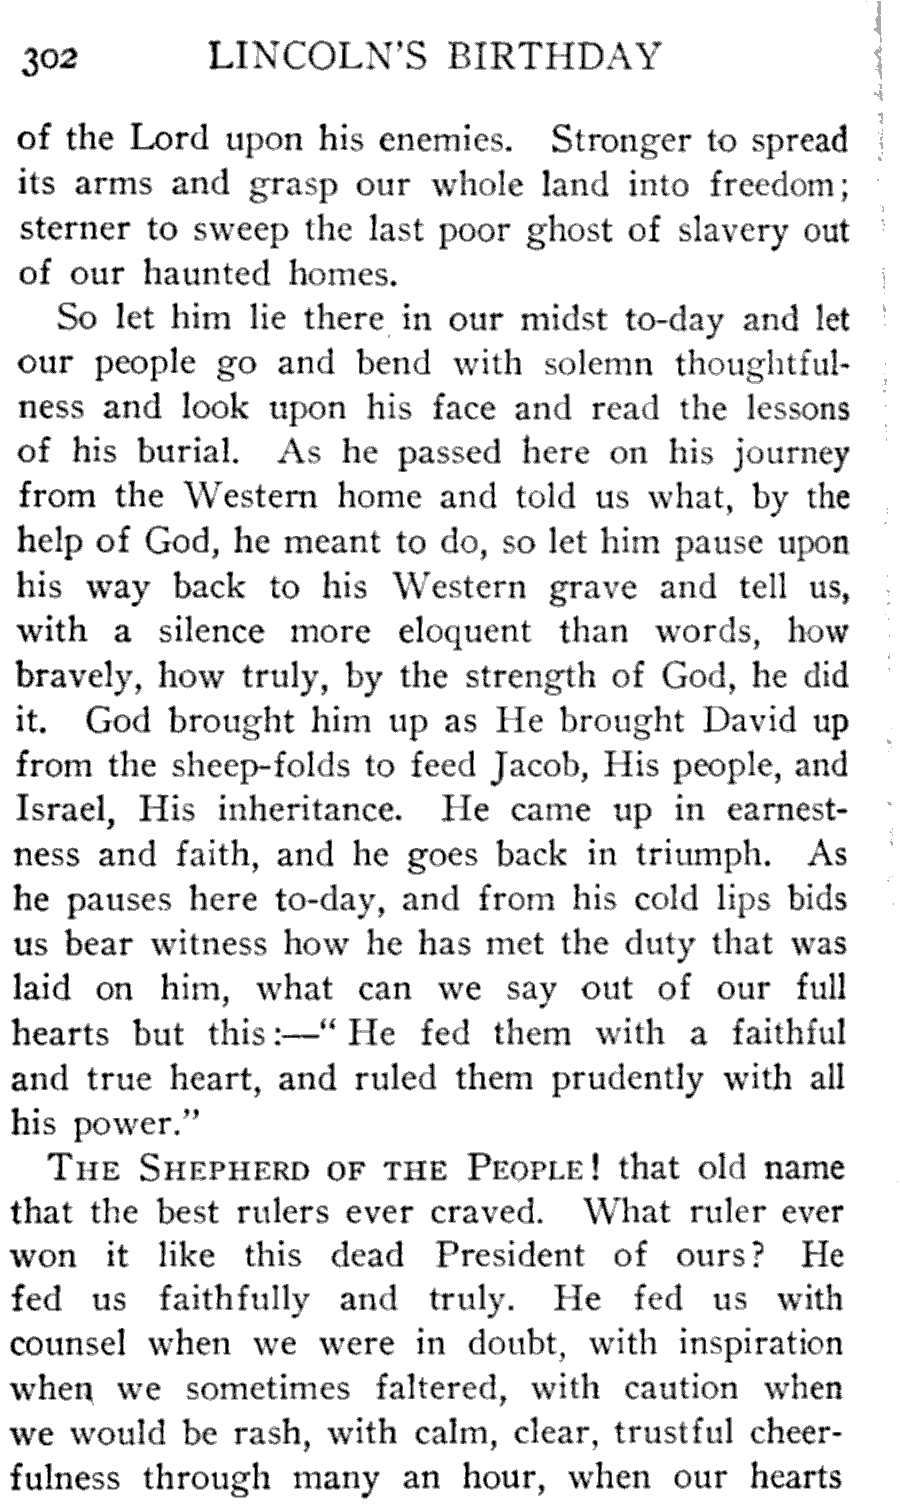 302 LINCOLN'S BIRTHDAY
of the Lord upon his enemies. Stronger to spread
its arms and grasp our whole land into freedom;
sterner to sweep the last poor ghost of slavery out
of our haunted homes.
So let him lie there in our midst to-day and let
our people go and bend with solemn thoughtful-
ness and look upon his face and read the lessons
of his burial. As he passed here on his journey
from the Western home and told us what, by the
help of God, he meant to do, so let him pause upon
his way back to his Western grave and tell us,
with a silence more eloquent than words, how
bravely, how truly, by the strength of God, he did
it. God brought him up as He brought David up
from the sheep-folds to feed Jacob, His people, and
Israel, His inheritance. He came up in earnest-
ness and faith, and he goes back in triumph. As
he pauses here to-day, and from his cold lips bids
us bear witness how he has met the duty that was
laid on him, what can we say out of our full
hearts but this:—“He fed them with a faithful
and true heart, and ruled them prudently with all
his power.”
THE SHEPHERD OF THE PEOPLE! that old name
that the best rulers ever craved. What ruler ever
won it like this dead President of ours? He
fed us faithfully and truly. He fed us with
counsel when we were in doubt, with inspiration
when we sometimes faltered, with caution when
we would be rash, with calm, clear, trustful cheer-
fulness through many an hour, when our hearts